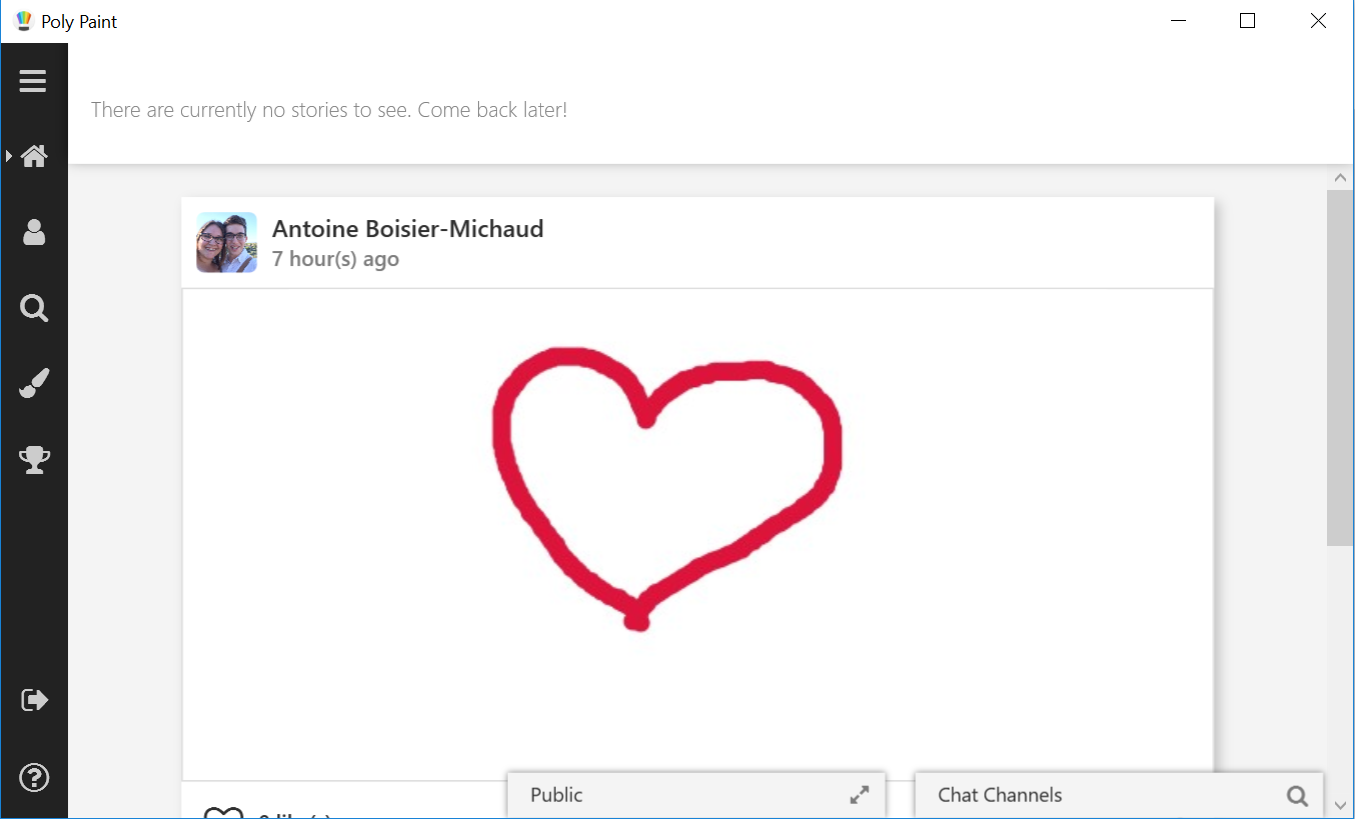 Poly Paint
There are currently no stories to see. Come back later!
Antoine Boisier-Michaud
7 hour(s) ago
Public
Chat Channels